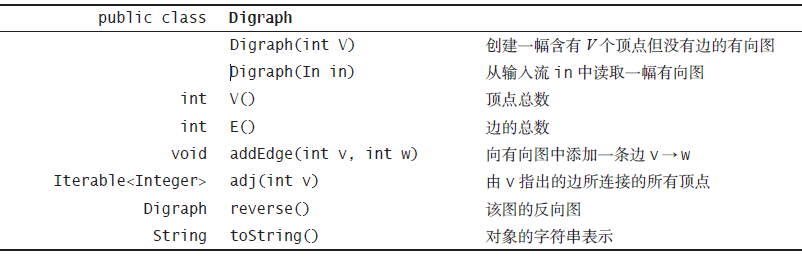 public class Digraph
Digraph(int V) 创建一幅含有 V 个顶点但没有边的有向图
Digraph(In in) 从输入流 in 中读取一幅有向图
int V() 顶点总数
int E() 边的总数
void addEdge(int v, int w) 向有向图中添加一条边 v→w
Iterable<Integer> adj(int v) 由 v 指出的边所连接的所有顶点
Digraph reverse() 该图的反向图
String toString() 对象的字符串表示